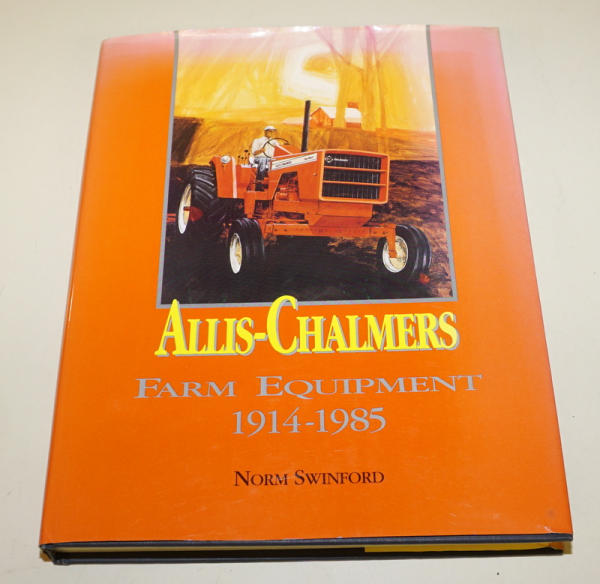 ALLIS-CHALMERS
FARM EQUIPMENT
1914-1985
NORM SWINFORD